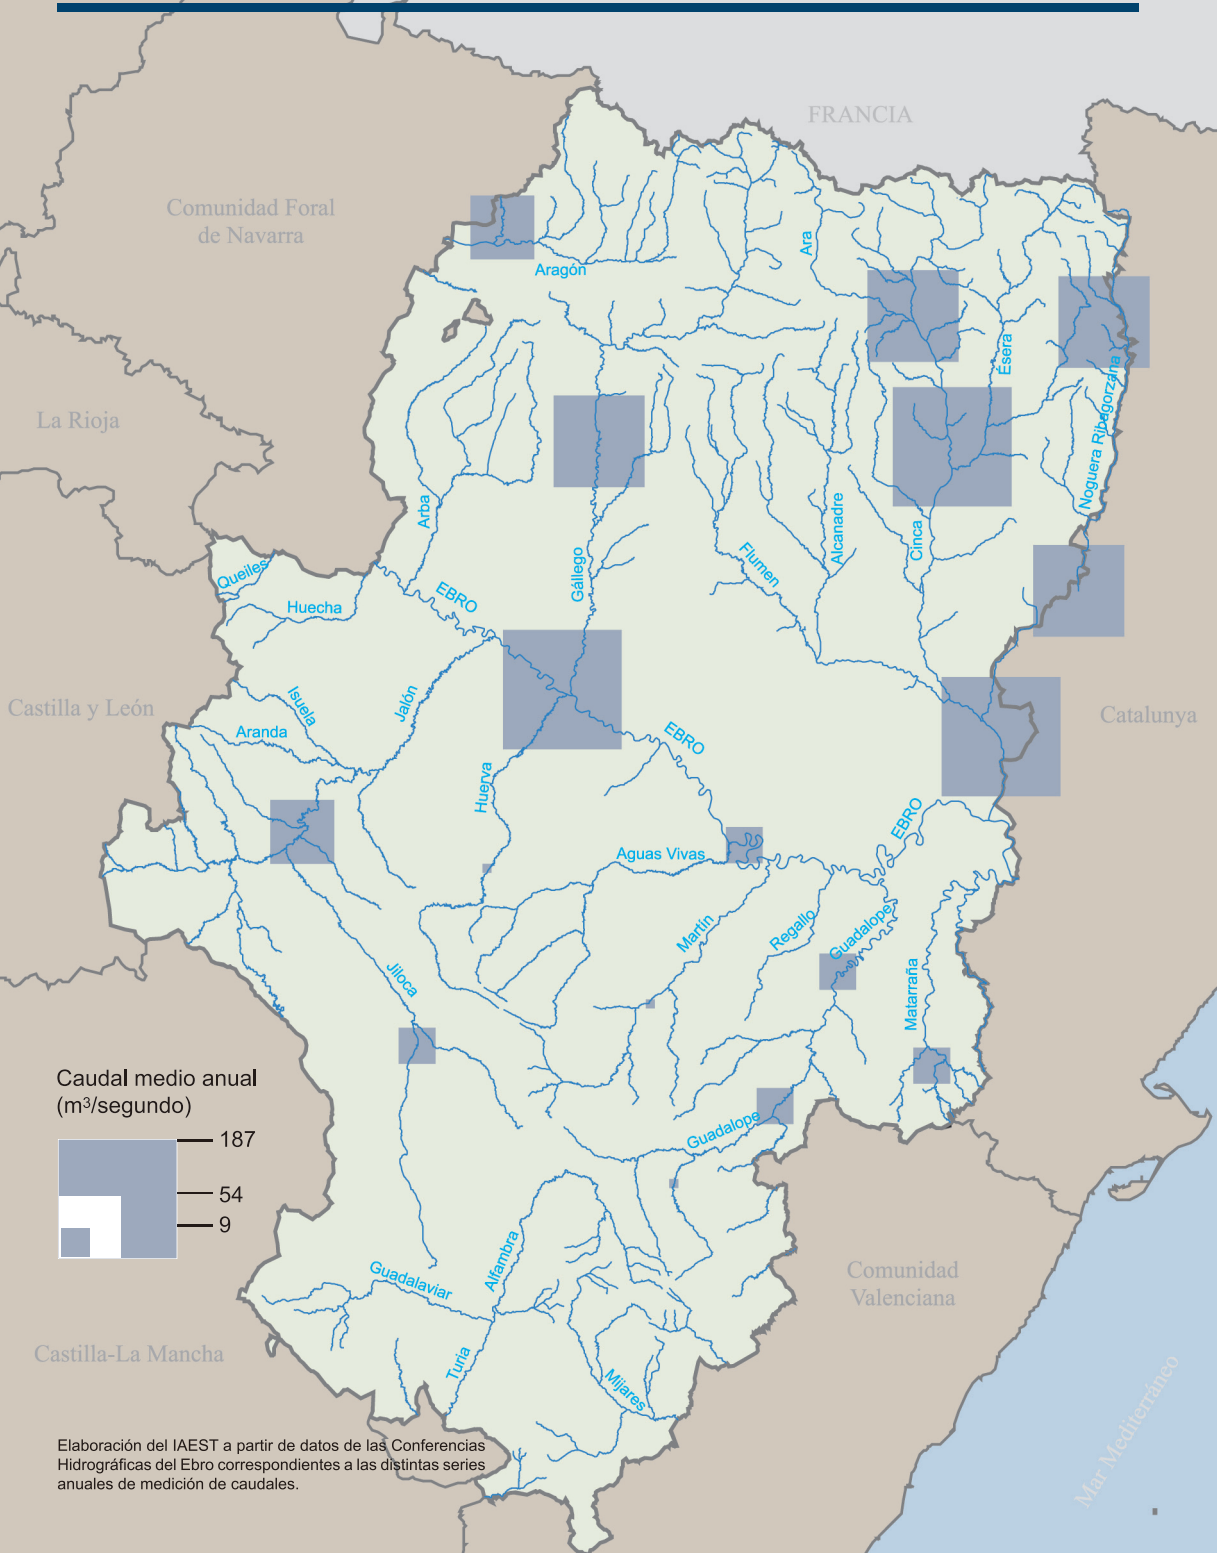 FRANCIA
Comunidad Foral
de Navarra
Ara
Aragón
Ésera
Noguera Ribagorzana
La Rioja
Arba
Alcanadre
Cinca
Gállego
Flumen
Queiles
EBRO
Huecha
Isuela
Jalón
Castilla y León
Aranda
EBRO
Catalunya
Huerva
EBRO
Aguas Vivas
Martín
Regallo
Guadalope
Jiloca
Matarraña
Caudal medio anual
(m³/segundo)
187
54
9
Guadalope
Alfambra
Guadalaviar
Comunidad
Valenciana
Castilla-La Mancha
Turia
Mijares
Mar Mediterráneo
Elaboración del IAEST a partir de datos de las Conferencias
Hidrográficas del Ebro correspondientes a las distintas series
anuales de medición de caudales.